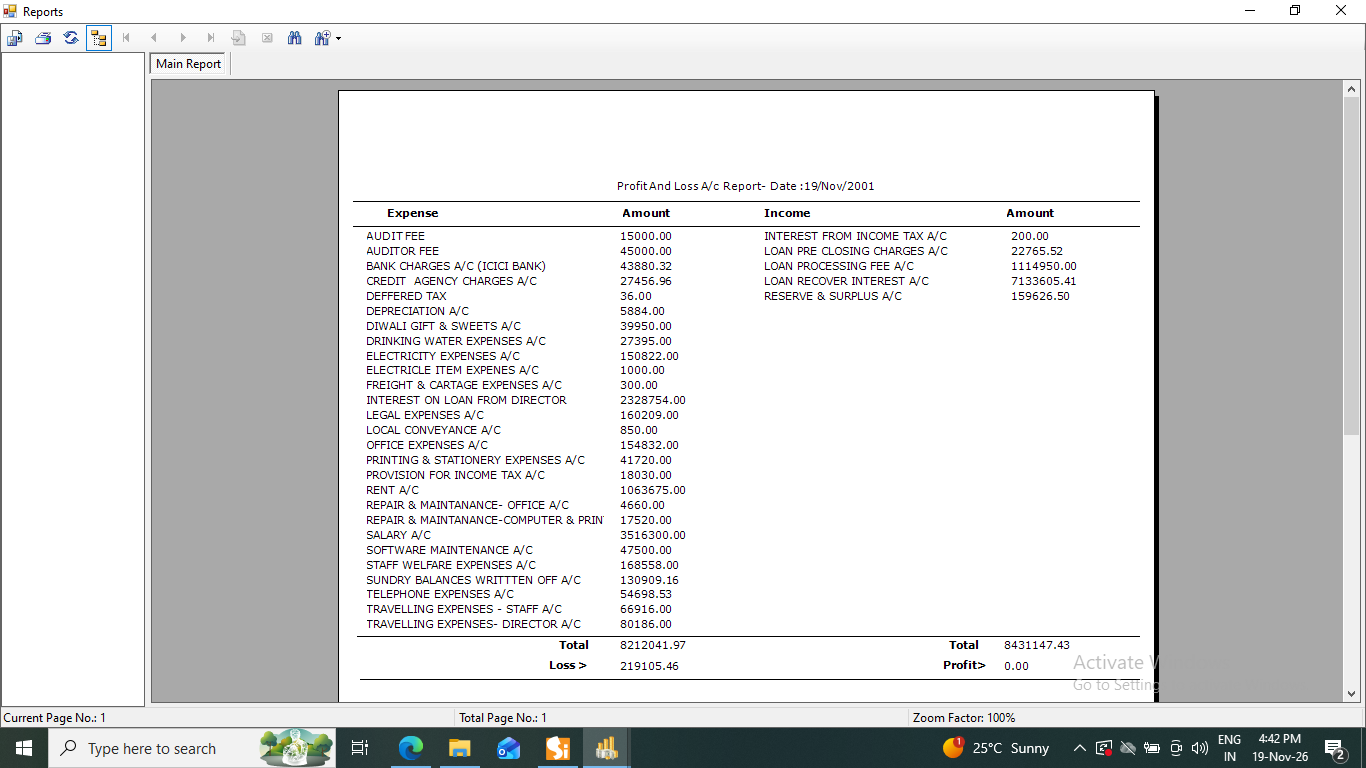 Reports
Main Report
Profit And Loss A/c Report- Date :19/Nov/2001
Expense Amount Income Amount
AUDIT FEE 15000.00 INTEREST FROM INCOME TAX A/C 200.00
AUDITOR FEE 45000.00 LOAN PRE CLOSING CHARGES A/C 22765.52
BANK CHARGES A/C (ICICI BANK) 43880.32 LOAN PROCESSING FEE A/C 1114950.00
CREDIT AGENCY CHARGES A/C 27456.96 LOAN RECOVER INTEREST A/C 7133605.41
DEFFERED TAX 36.00 RESERVE & SURPLUS A/C 159626.50
DEPRECIATION A/C 5884.00
DIWALI GIFT & SWEETS A/C 39950.00
DRINKING WATER EXPENSES A/C 27395.00
ELECTRICITY EXPENSES A/C 150822.00
ELECTRICLE ITEM EXPENES A/C 1000.00
FREIGHT & CARTAGE EXPENSES A/C 300.00
INTEREST ON LOAN FROM DIRECTOR 2328754.00
LEGAL EXPENSES A/C 160209.00
LOCAL CONVEYANCE A/C 850.00
OFFICE EXPENSES A/C 154832.00
PRINTING & STATIONERY EXPENSES A/C 41720.00
PROVISION FOR INCOME TAX A/C 18030.00
RENT A/C 1063675.00
REPAIR & MAINTANANCE- OFFICE A/C 4660.00
REPAIR & MAINTANANCE-COMPUTER & PRIN 17520.00
SALARY A/C 3516300.00
SOFTWARE MAINTENANCE A/C 47500.00
STAFF WELFARE EXPENSES A/C 168558.00
SUNDRY BALANCES WRITTTEN OFF A/C 130909.16
TELEPHONE EXPENSES A/C 54698.53
TRAVELLING EXPENSES - STAFF A/C 66916.00
TRAVELLING EXPENSES- DIRECTOR A/C 80186.00
Total 8212041.97 Total 8431147.43
Loss > 219105.46 Profit> 0.00
Activate W
Go to Setting
Current Page No.: 1 Total Page No.: 1 Zoom Factor: 100%
Type here to search
1
25°C Sunny
ENG
IN
4:42 PM
19-Nov-26
2